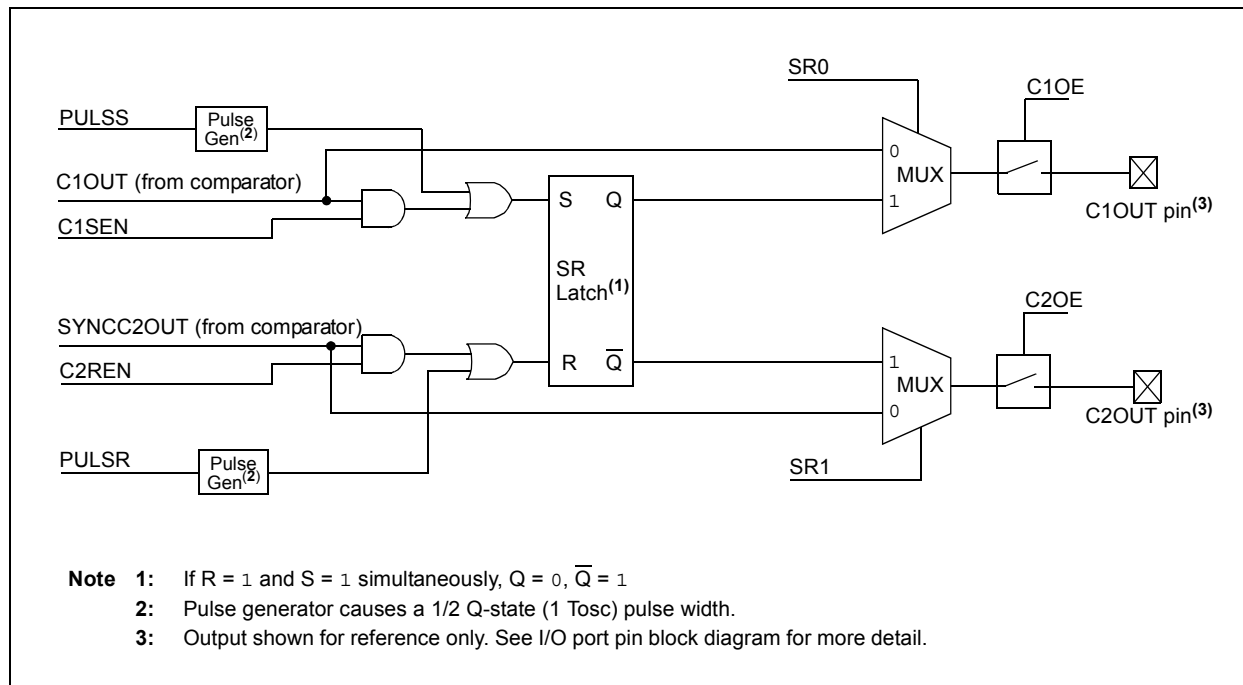 SR0
C1OE
PULSS
Pulse
Gen(2)
0
MUX
1
C1OUT (from comparator)
C1SEN
S Q
C1OUT pin(3)
SR
Latch(1)
C2OE
SYNCC2OUT (from comparator)
C2REN
R Q̅
1
MUX
0
C2OUT pin(3)
PULSR
Pulse
Gen(2)
SR1
Note 1: If R = 1 and S = 1 simultaneously, Q = 0, Q̅ = 1
2: Pulse generator causes a 1/2 Q-state (1 Tosc) pulse width.
3: Output shown for reference only. See I/O port pin block diagram for more detail.